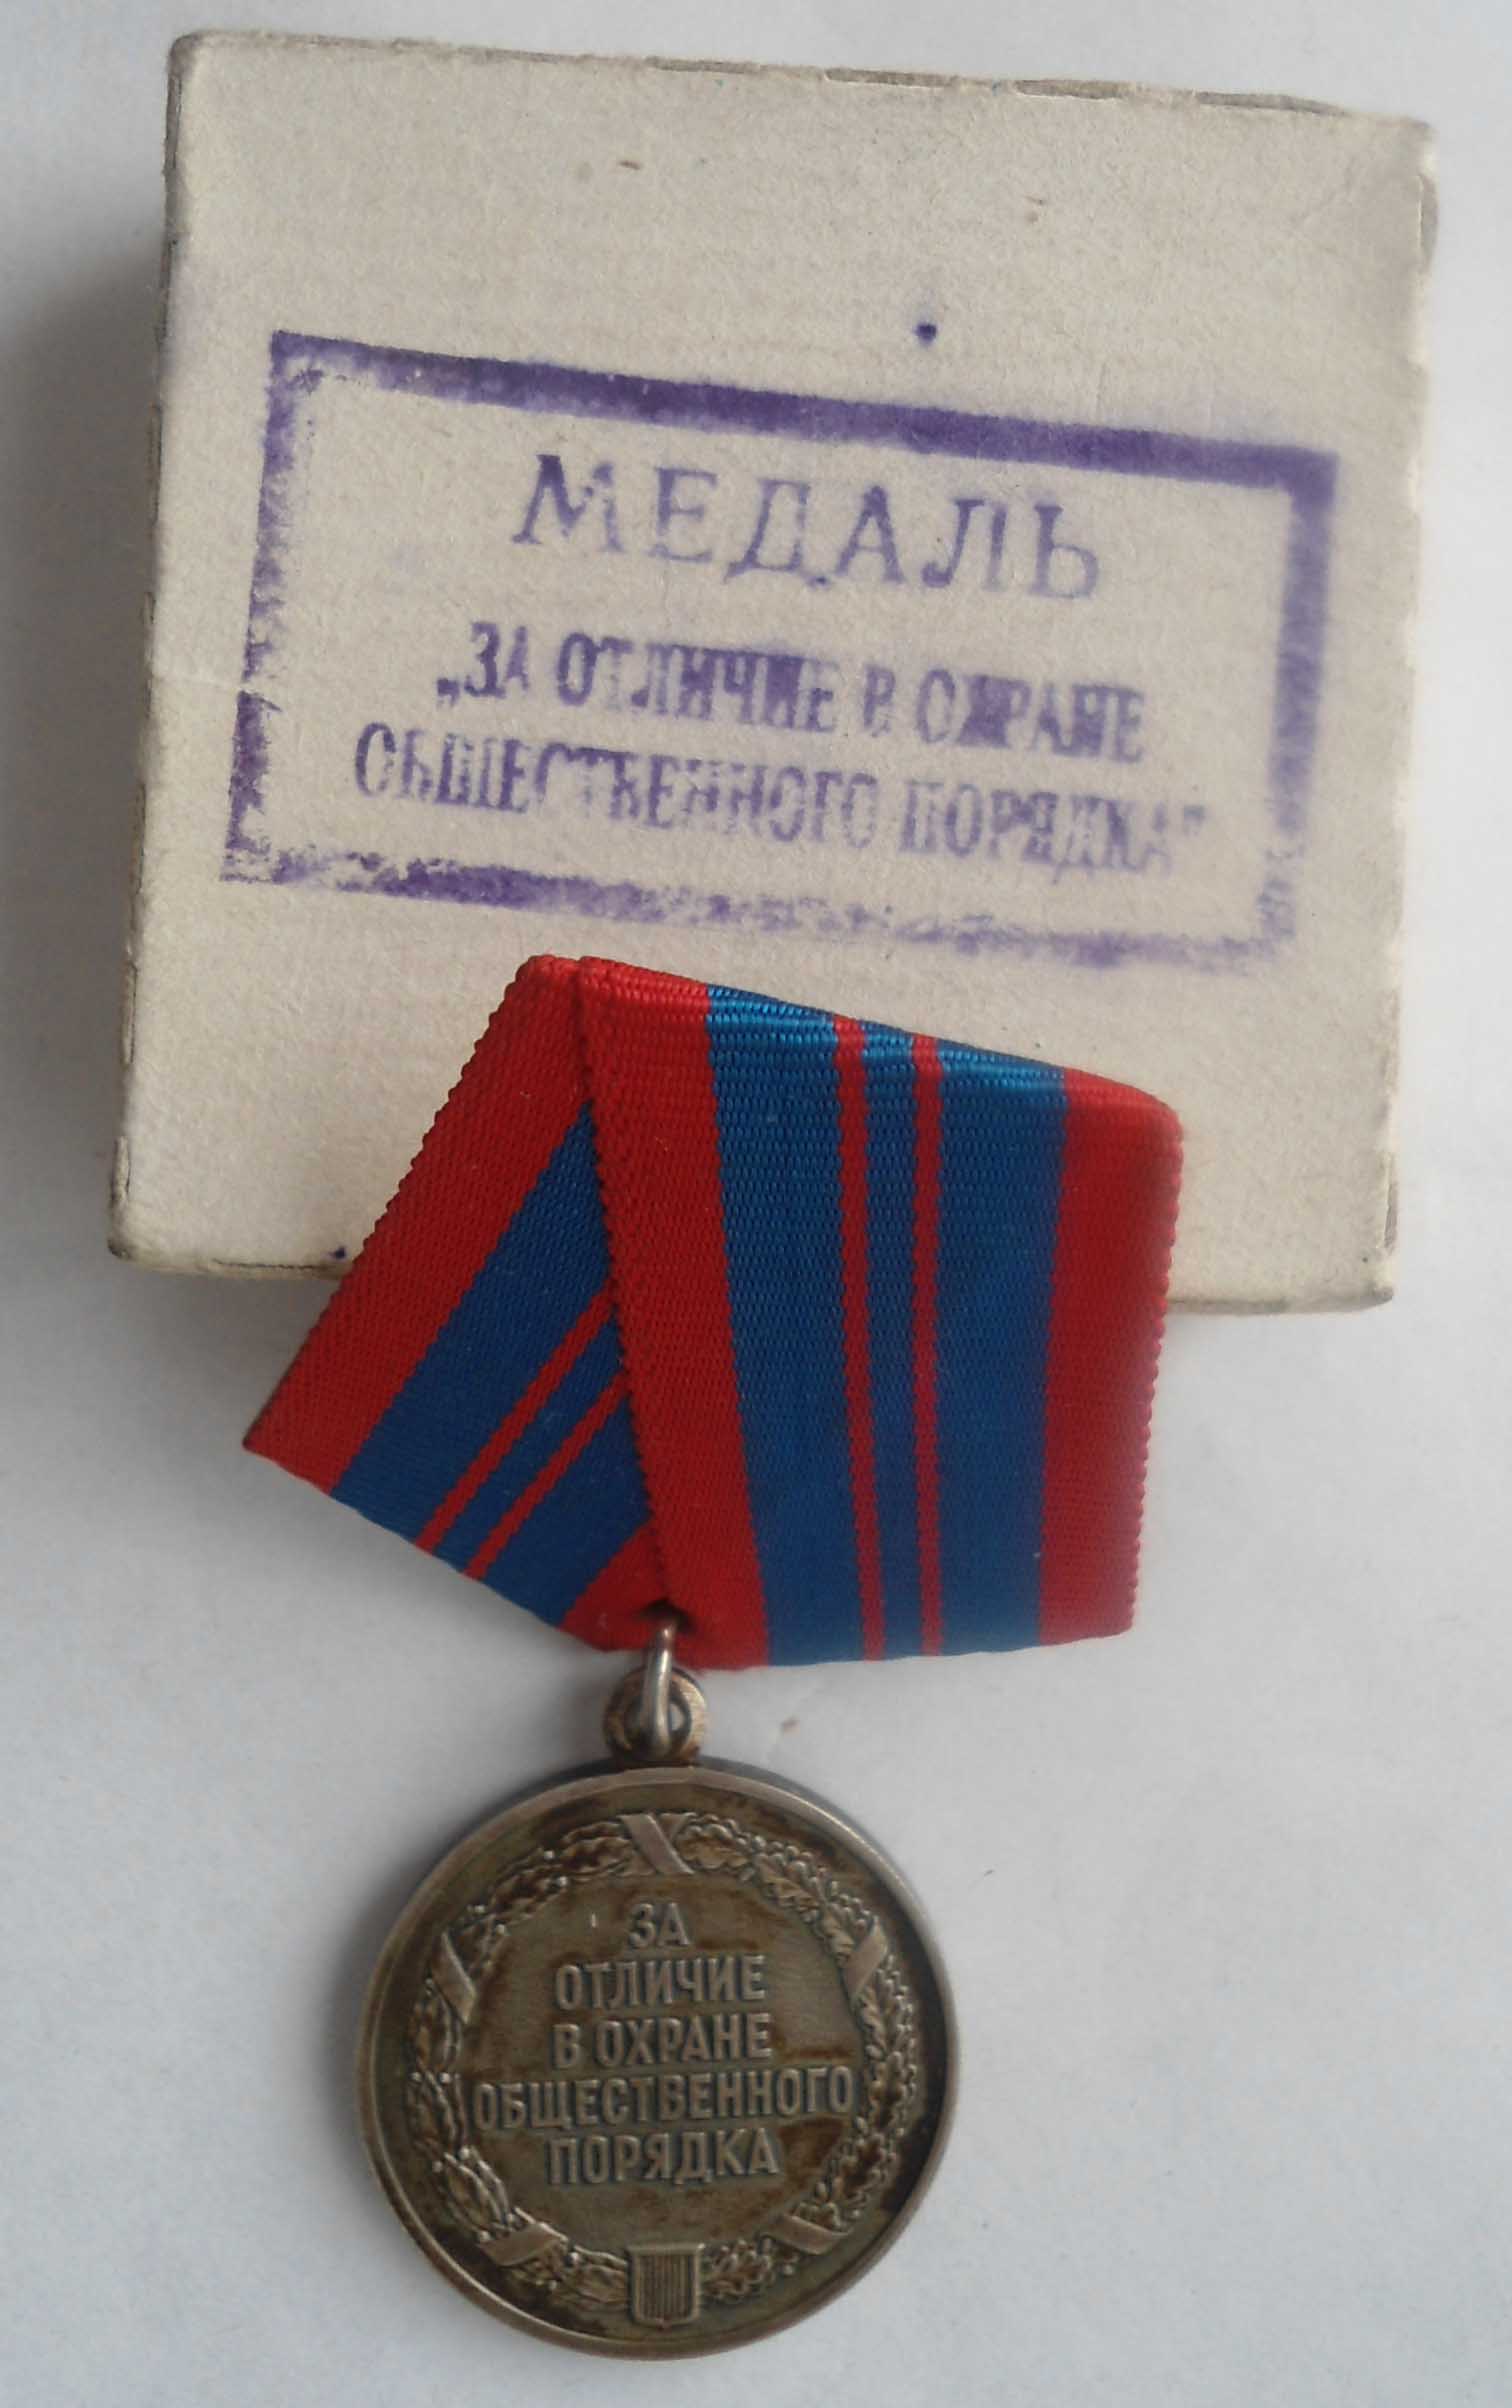 МЕДАЛЬ
„ЗА ОТЛИЧИЕ В ОХРАНЕ
ОБЩЕСТВЕННОГО ПОРЯДКА"
ЗА
ОТЛИЧИЕ
В ОХРАНЕ
ОБЩЕСТВЕННОГО
ПОРЯДКА